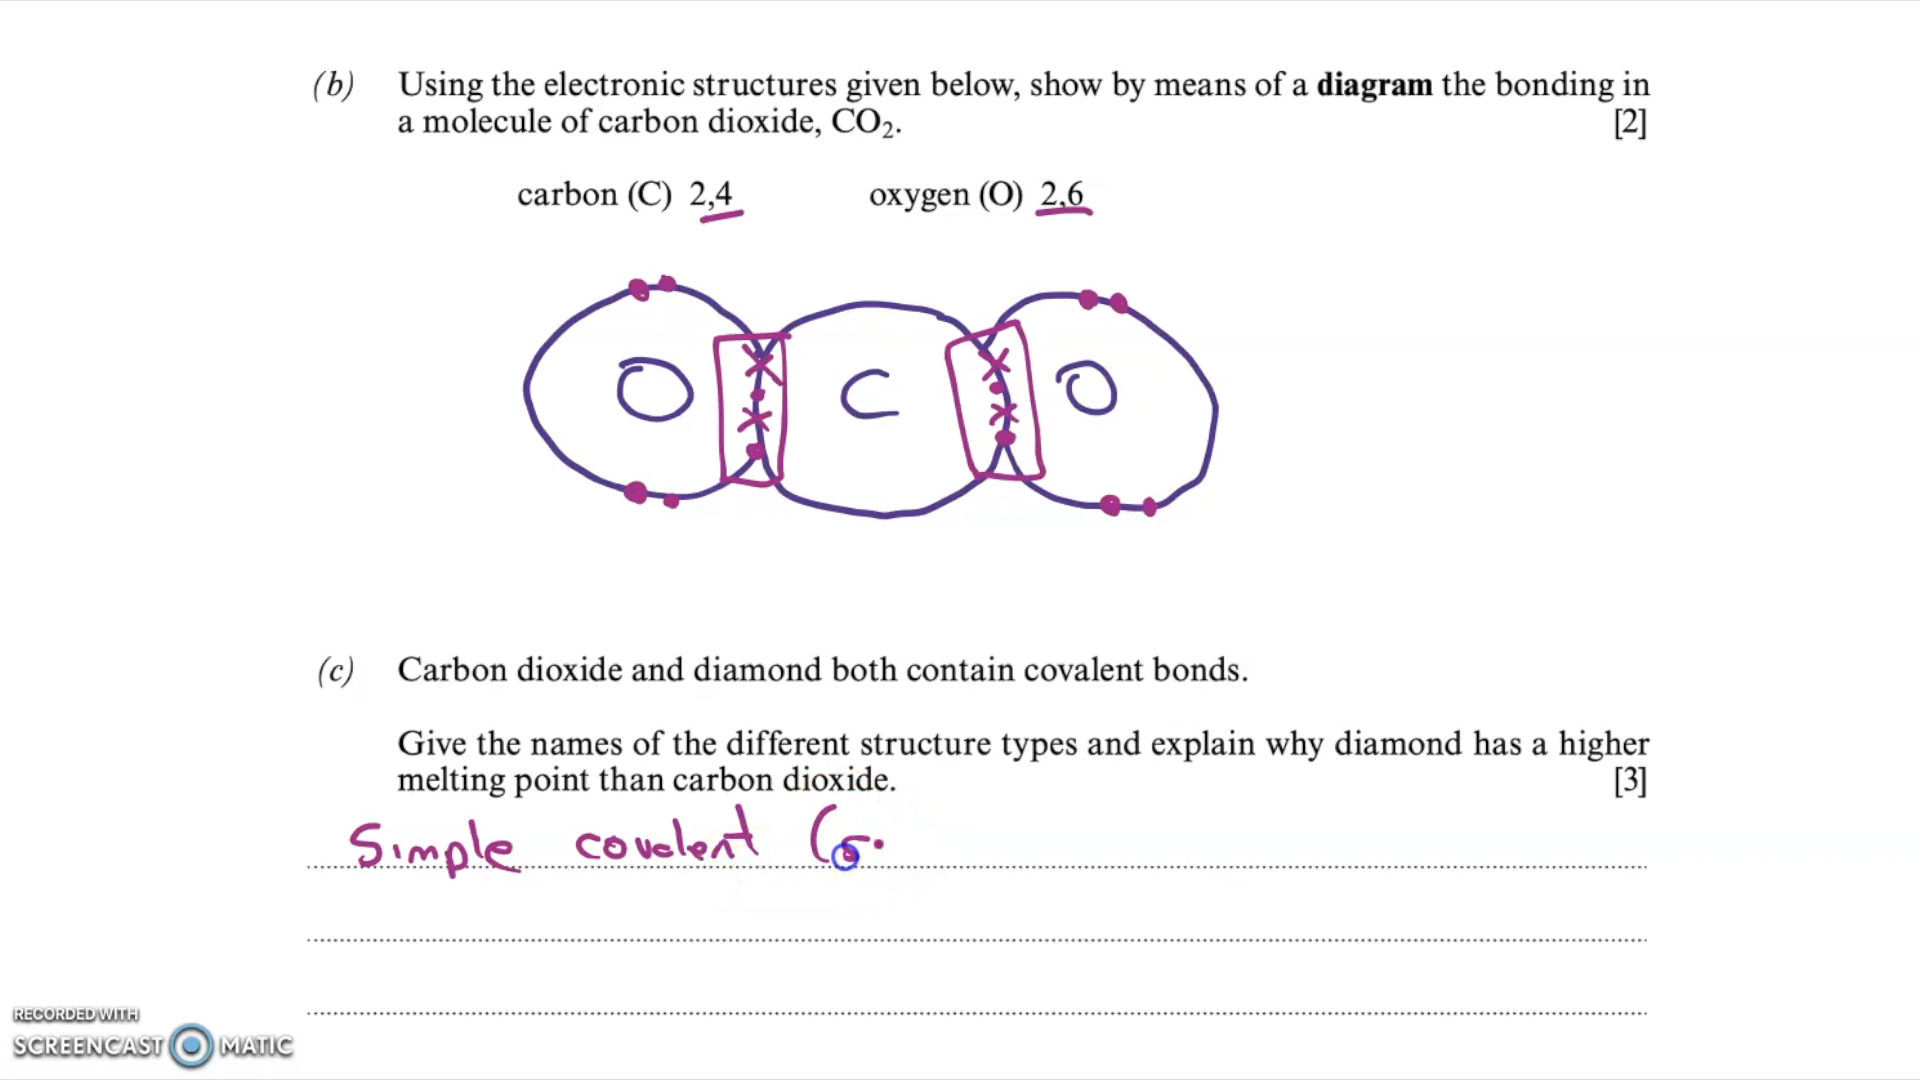 (b) Using the electronic structures given below, show by means of a diagram the bonding in
a molecule of carbon dioxide, CO₂. [2]
carbon (C) 2,4 oxygen (O) 2,6
O C O
(c) Carbon dioxide and diamond both contain covalent bonds.
Give the names of the different structure types and explain why diamond has a higher
melting point than carbon dioxide. [3]
Simple covalent (
RECORDED WITH
SCREENCAST MATIC